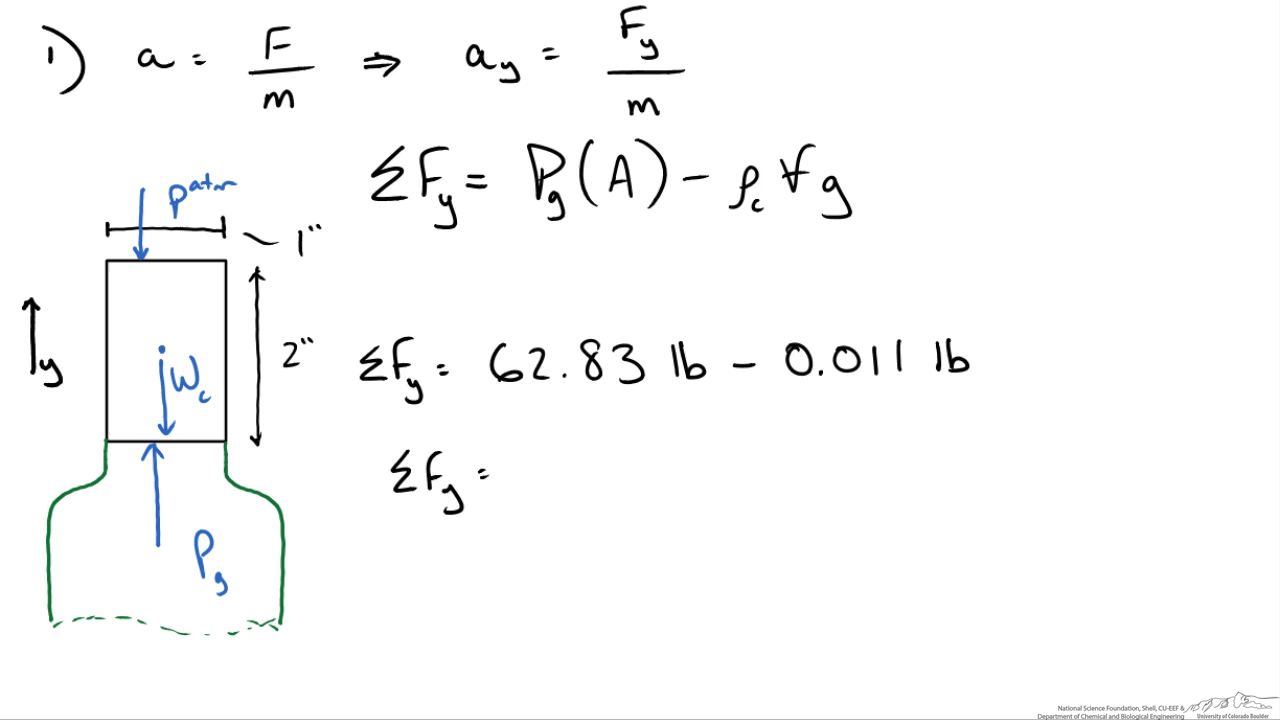 1) a = F/m ⇒ a_y = F_y/m
ΣF_y = P_g(A) - ρ_c ∀ g
p^atm
~ 1"
2"
y
W_c
ΣF_y = 62.83 lb - 0.011 lb
ΣF_y =
P_g
National Science Foundation, Shell, CU-EEF &
Department of Chemical and Biological Engineering
University of Colorado Boulder